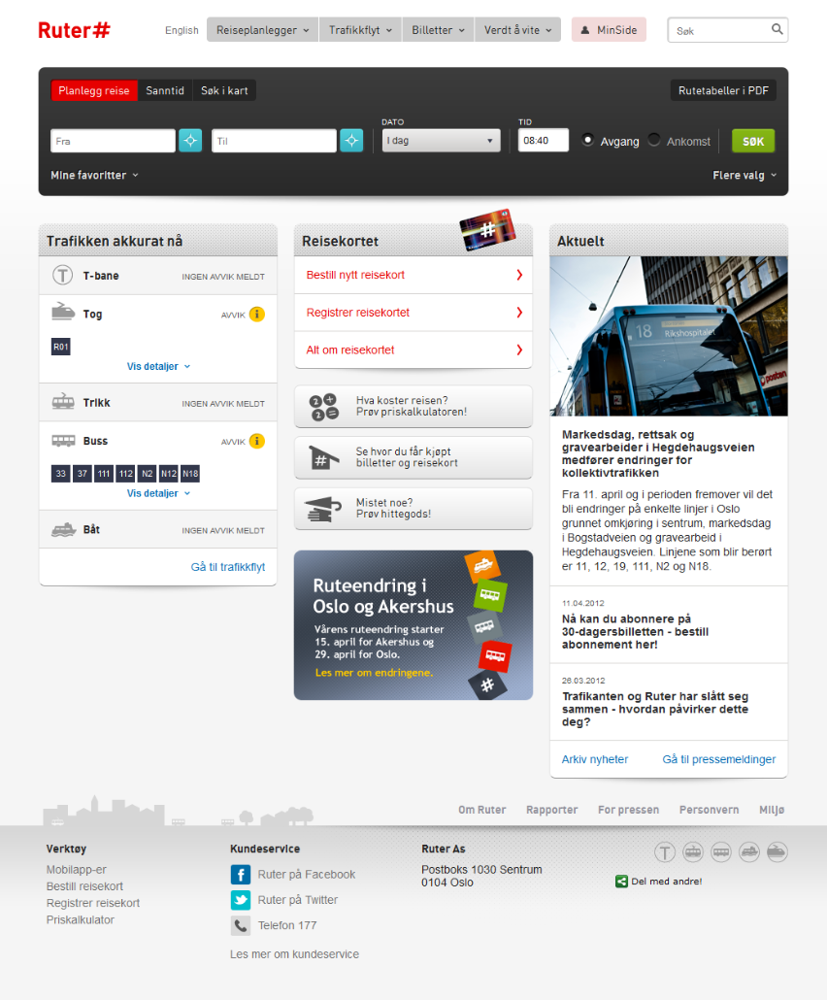 Ruter#
English
Reiseplanlegger
Trafikkflyt
Billetter
Verdt å vite
MinSide
Søk
Planlegg reise
Sanntid
Søk i kart
Rutetabeller i PDF
DATO
TID
Fra
Til
I dag
08:40
Avgang
Ankomst
SØK
Mine favoritter
Flere valg
Trafikken akkurat nå
T-bane
INGEN AVVIK MELDT
Tog
AVVIK
R01
Vis detaljer
Trikk
INGEN AVVIK MELDT
Buss
AVVIK
33 37 111 112 N2 N12 N18
Vis detaljer
Båt
INGEN AVVIK MELDT
Gå til trafikkflyt
Reisekortet
#
Bestill nytt reisekort
Registrer reisekortet
Alt om reisekortet
Hva koster reisen?
Prøv priskalkulatoren!
Se hvor du får kjøpt
billetter og reisekort
Mistet noe?
Prøv hittegods!
Ruteendring i
Oslo og Akershus
Vårens ruteendring starter
15. april for Akershus og
29. april for Oslo.
Les mer om endringene.
#
Aktuelt
18 Rikshospitalet
posten
Markedsdag, rettsak og
gravearbeider i Hegdehaugsveien
medfører endringer for
kollektivtrafikken
Fra 11. april og i perioden fremover vil det
bli endringer på enkelte linjer i Oslo
grunnet omkjøring i sentrum, markedsdag
i Bogstadveien og gravearbeid i
Hegdehaugsveien. Linjene som blir berørt
er 11, 12, 19, 111, N2 og N18.
11.04.2012
Nå kan du abonnere på
30-dagersbilletten - bestill
abonnement her!
26.03.2012
Trafikanten og Ruter har slått seg
sammen - hvordan påvirker dette
deg?
Arkiv nyheter
Gå til pressemeldinger
Om Ruter
Rapporter
For pressen
Personvern
Miljø
Verktøy
Mobilapp-er
Bestill reisekort
Registrer reisekort
Priskalkulator
Kundeservice
Ruter på Facebook
Ruter på Twitter
Telefon 177
Les mer om kundeservice
Ruter As
Postboks 1030 Sentrum
0104 Oslo
Del med andre!